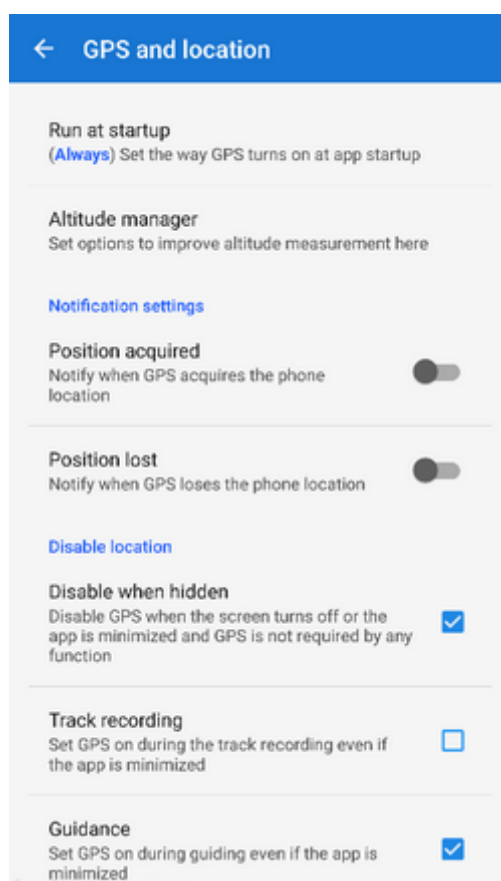 GPS and location
Run at startup
(Always) Set the way GPS turns on at app startup
Altitude manager
Set options to improve altitude measurement here
Notification settings
Position acquired
Notify when GPS acquires the phone
location
Position lost
Notify when GPS loses the phone location
Disable location
Disable when hidden
Disable GPS when the screen turns off or the
app is minimized and GPS is not required by any
function
Track recording
Set GPS on during the track recording even if
the app is minimized
Guidance
Set GPS on during guiding even if the app is
minimized